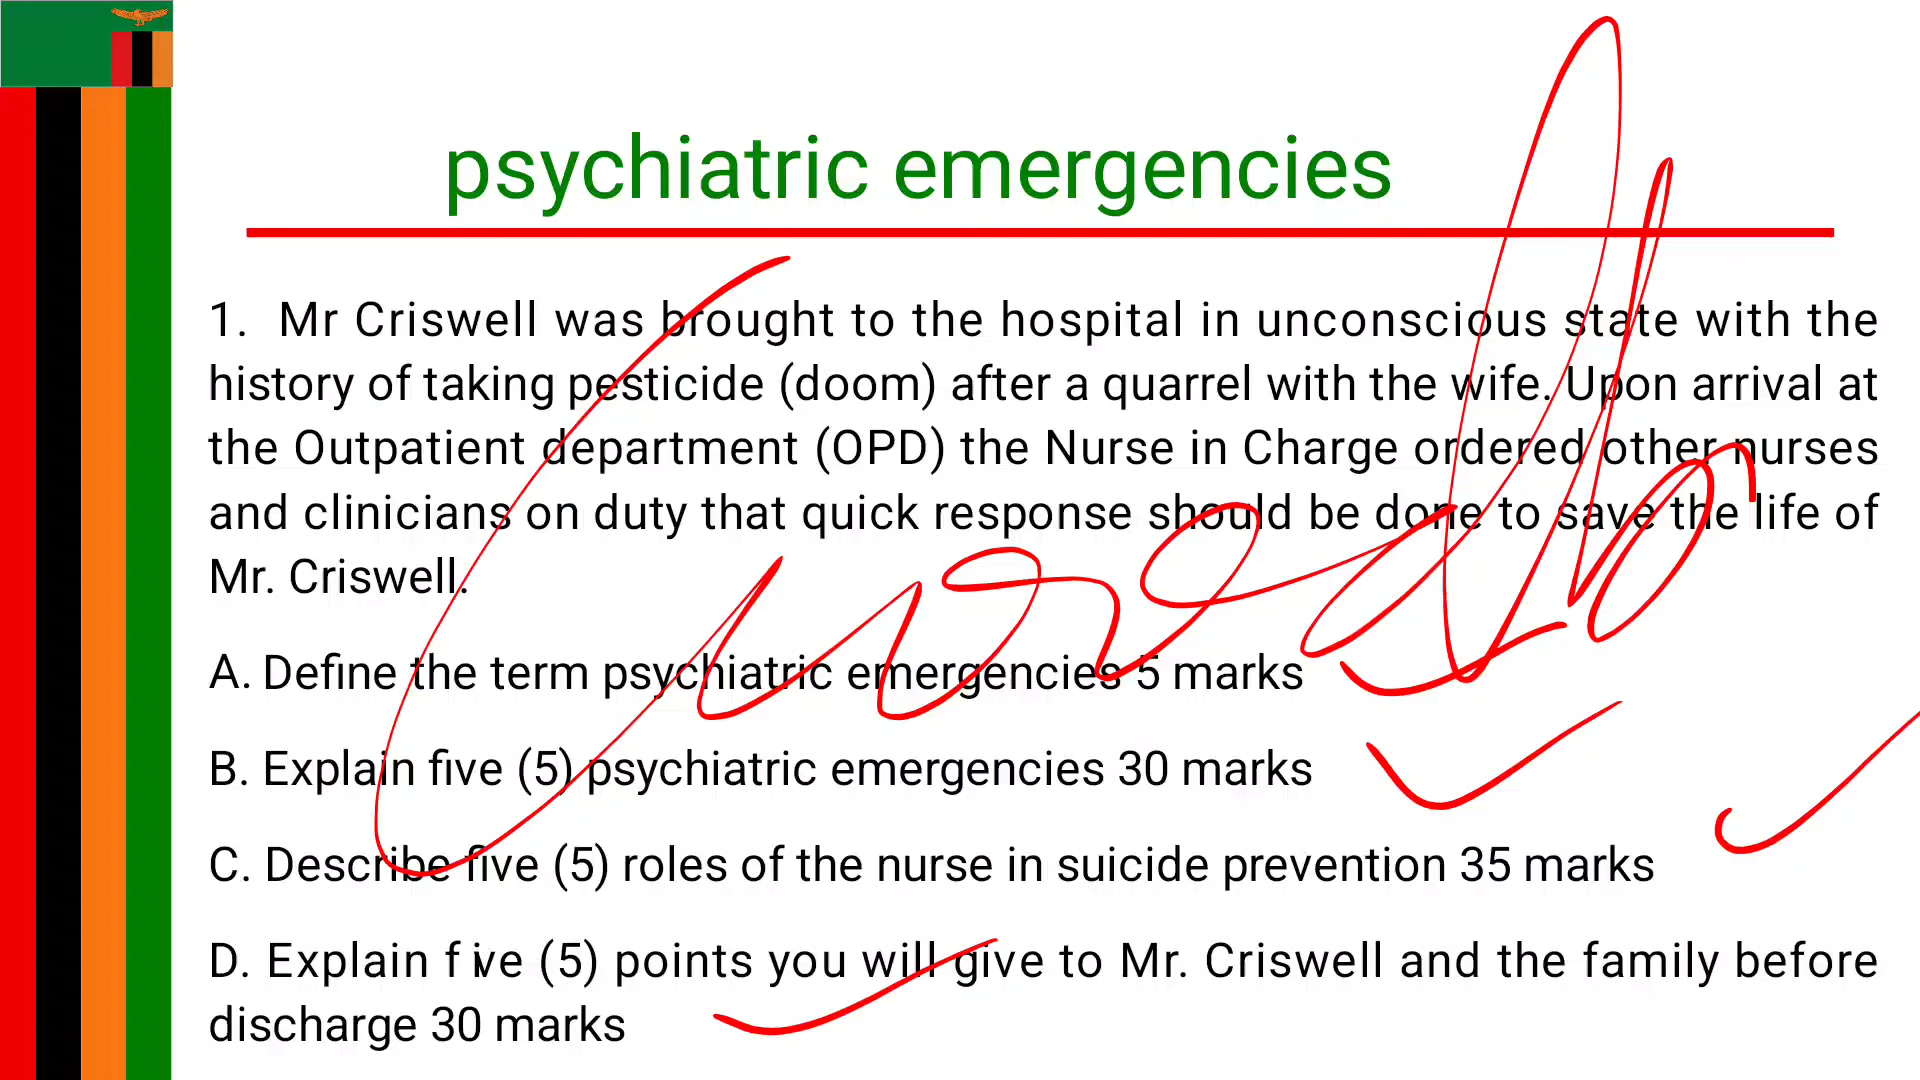 psychiatric emergencies
1. Mr Criswell was brought to the hospital in unconscious state with the
history of taking pesticide (doom) after a quarrel with the wife. Upon arrival at
the Outpatient department (OPD) the Nurse in Charge ordered other nurses
and clinicians on duty that quick response should be done to save the life of
Mr. Criswell.
A. Define the term psychiatric emergencies 5 marks
B. Explain five (5) psychiatric emergencies 30 marks
C. Describe five (5) roles of the nurse in suicide prevention 35 marks
D. Explain five (5) points you will give to Mr. Criswell and the family before
discharge 30 marks